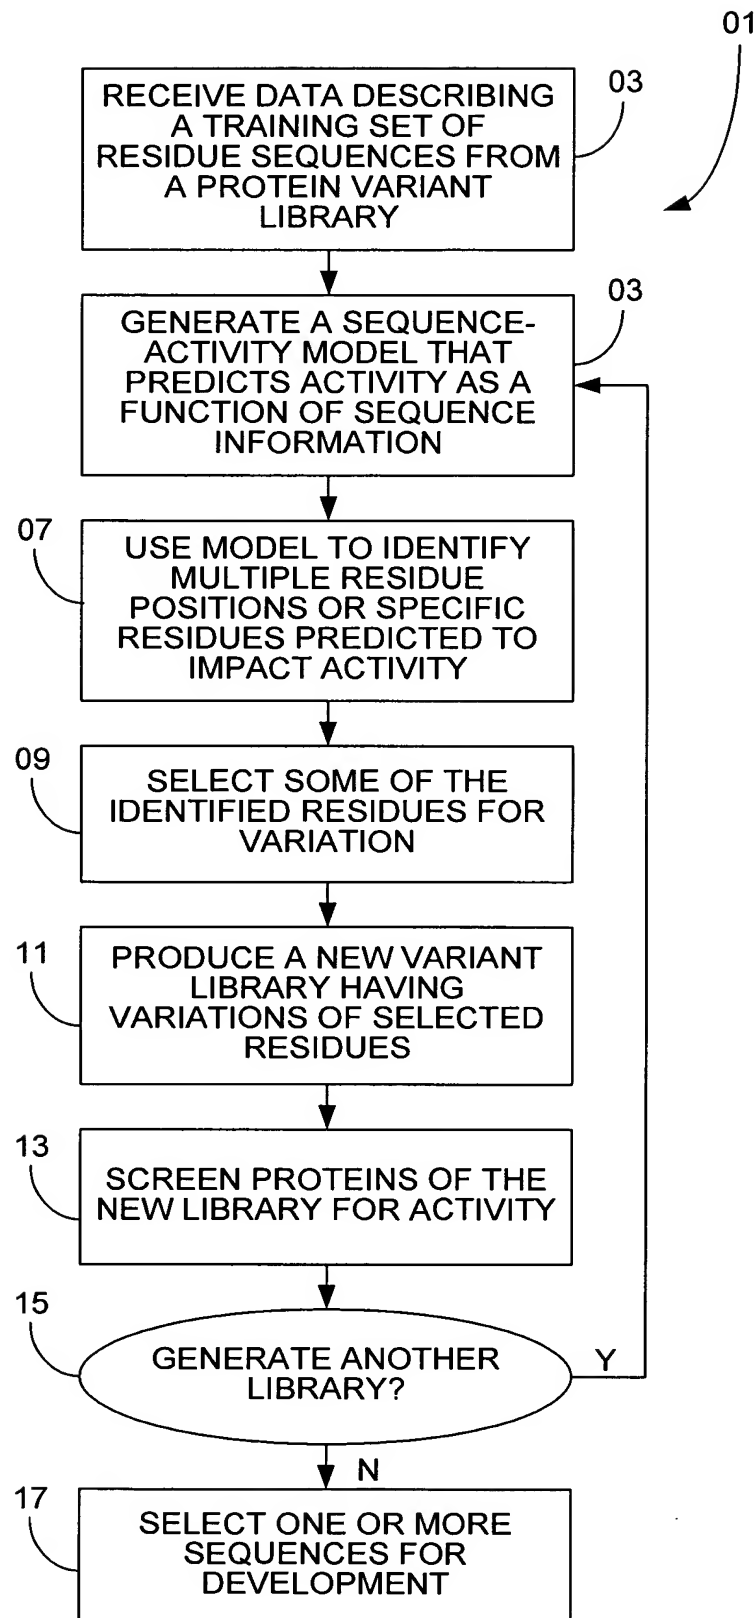 01
RECEIVE DATA DESCRIBING
A TRAINING SET OF
RESIDUE SEQUENCES FROM
A PROTEIN VARIANT
LIBRARY
03
GENERATE A SEQUENCE-
ACTIVITY MODEL THAT
PREDICTS ACTIVITY AS A
FUNCTION OF SEQUENCE
INFORMATION
03
07
USE MODEL TO IDENTIFY
MULTIPLE RESIDUE
POSITIONS OR SPECIFIC
RESIDUES PREDICTED TO
IMPACT ACTIVITY
09
SELECT SOME OF THE
IDENTIFIED RESIDUES FOR
VARIATION
11
PRODUCE A NEW VARIANT
LIBRARY HAVING
VARIATIONS OF SELECTED
RESIDUES
13
SCREEN PROTEINS OF THE
NEW LIBRARY FOR ACTIVITY
15
GENERATE ANOTHER
LIBRARY?
Y
N
17
SELECT ONE OR MORE
SEQUENCES FOR
DEVELOPMENT